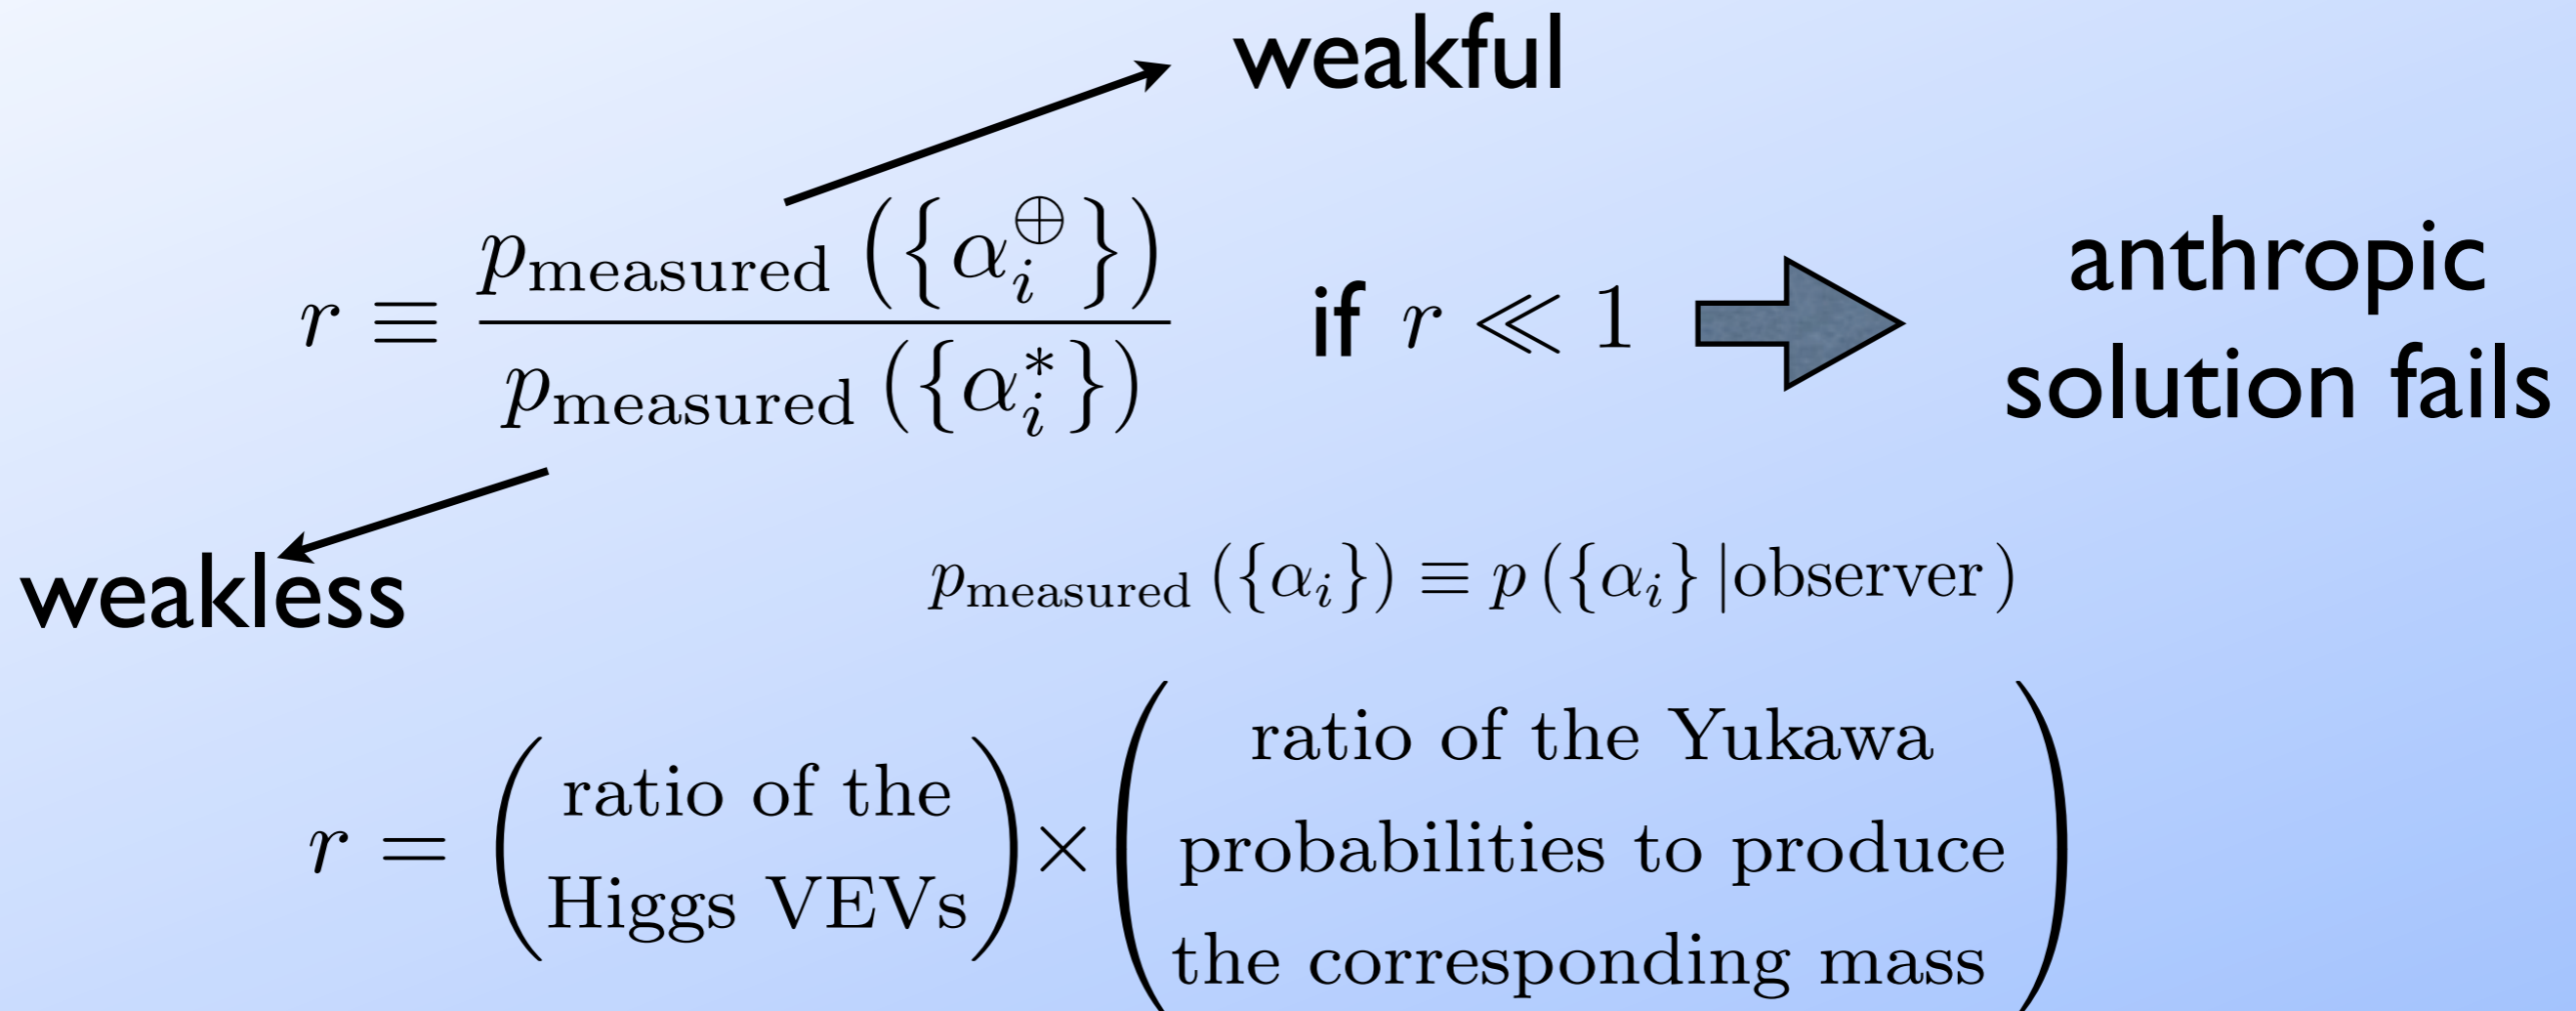 weakful
r ≡ p_measured ({α_i^⊕}) / p_measured ({α_i^*})
if r ≪ 1
anthropic
solution fails
weakless
p_measured ({α_i}) ≡ p ({α_i} |observer)
r = (ratio of the Higgs VEVs) × (ratio of the Yukawa probabilities to produce the corresponding mass)